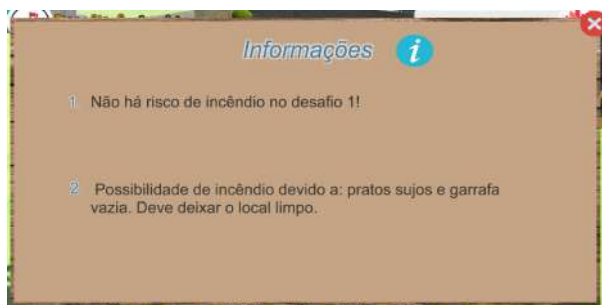 Informações i
1. Não há risco de incêndio no desafio 1!
2. Possibilidade de incêndio devido a: pratos sujos e garrafa
vazia. Deve deixar o local limpo.